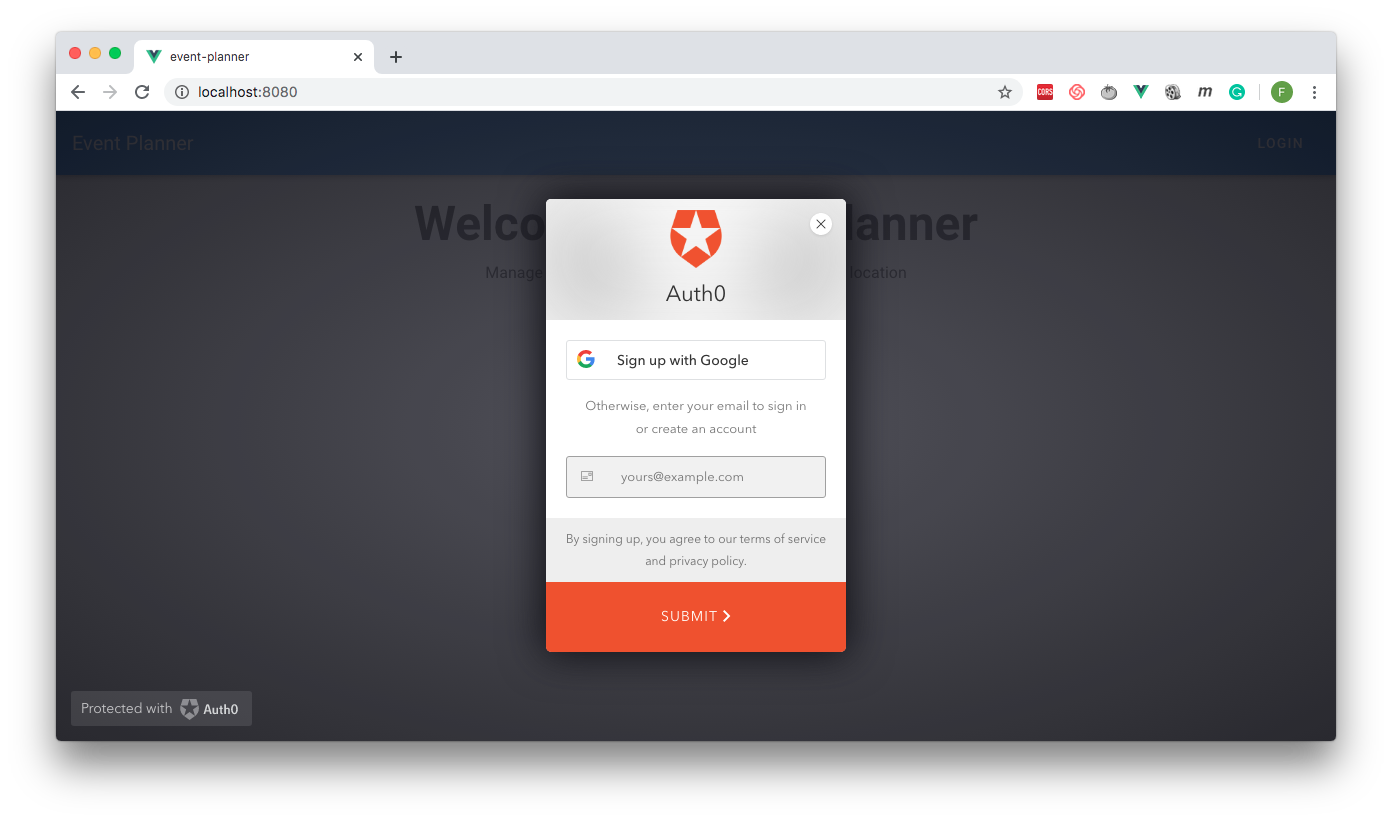 event-planner
localhost:8080
CORS
m
G
F
Event Planner
LOGIN
Welco lanner
Manage location
Auth0
Sign up with Google
Otherwise, enter your email to sign in
or create an account
yours@example.com
By signing up, you agree to our terms of service
and privacy policy.
SUBMIT
Protected with Auth0